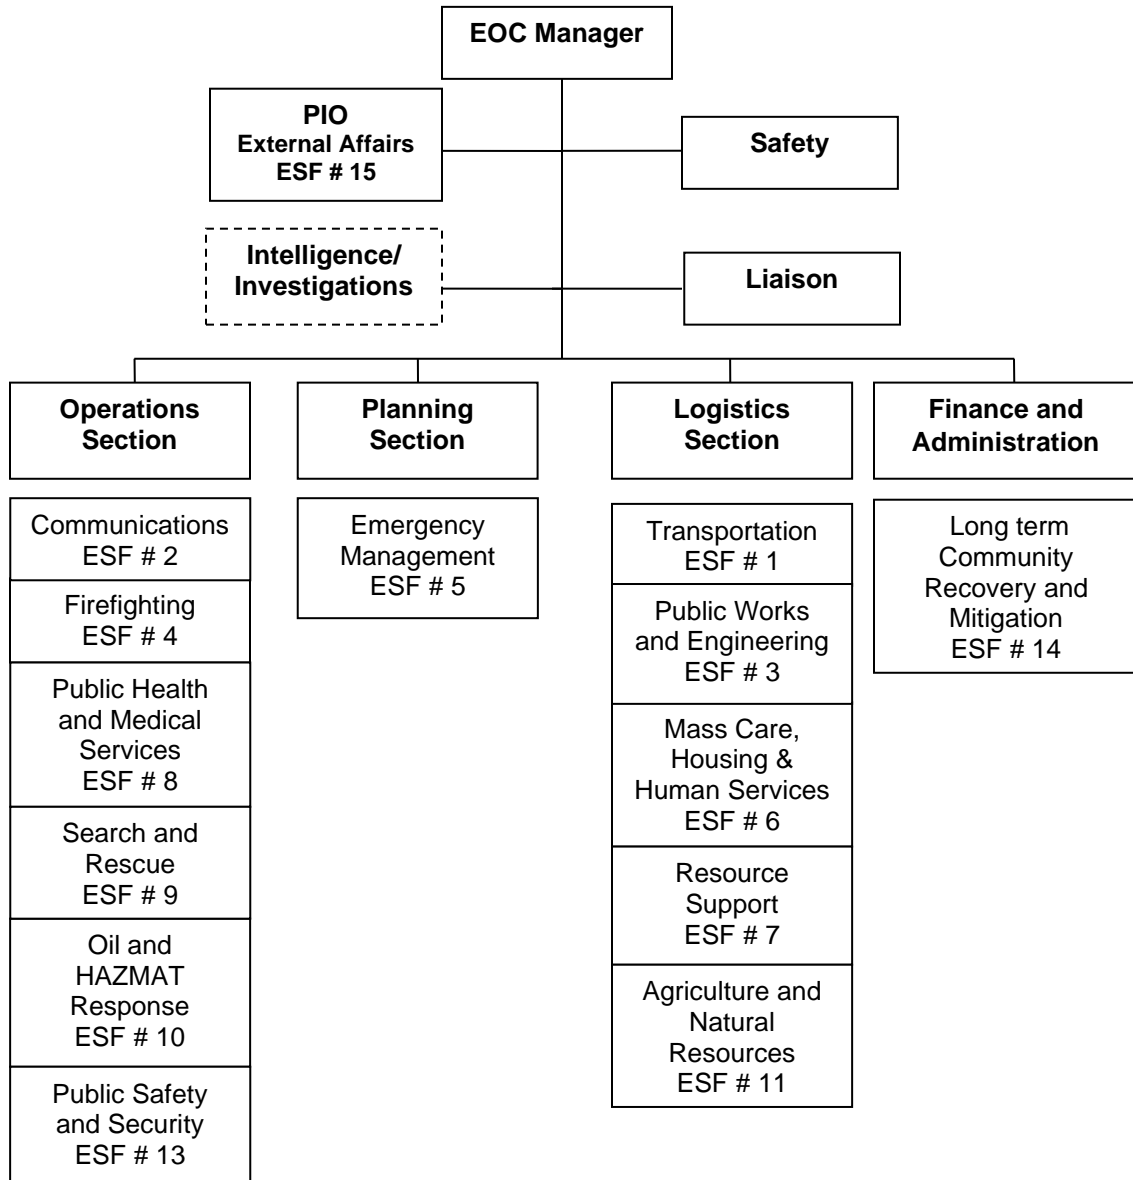 EOC Manager
PIO
External Affairs
ESF # 15
Safety
Intelligence/
Investigations
Liaison
Operations
Section
Planning
Section
Logistics
Section
Finance and
Administration
Communications
ESF # 2
Firefighting
ESF # 4
Public Health
and Medical
Services
ESF # 8
Search and
Rescue
ESF # 9
Oil and
HAZMAT
Response
ESF # 10
Public Safety
and Security
ESF # 13
Emergency
Management
ESF # 5
Transportation
ESF # 1
Public Works
and Engineering
ESF # 3
Mass Care,
Housing &
Human Services
ESF # 6
Resource
Support
ESF # 7
Agriculture and
Natural
Resources
ESF # 11
Long term
Community
Recovery and
Mitigation
ESF # 14